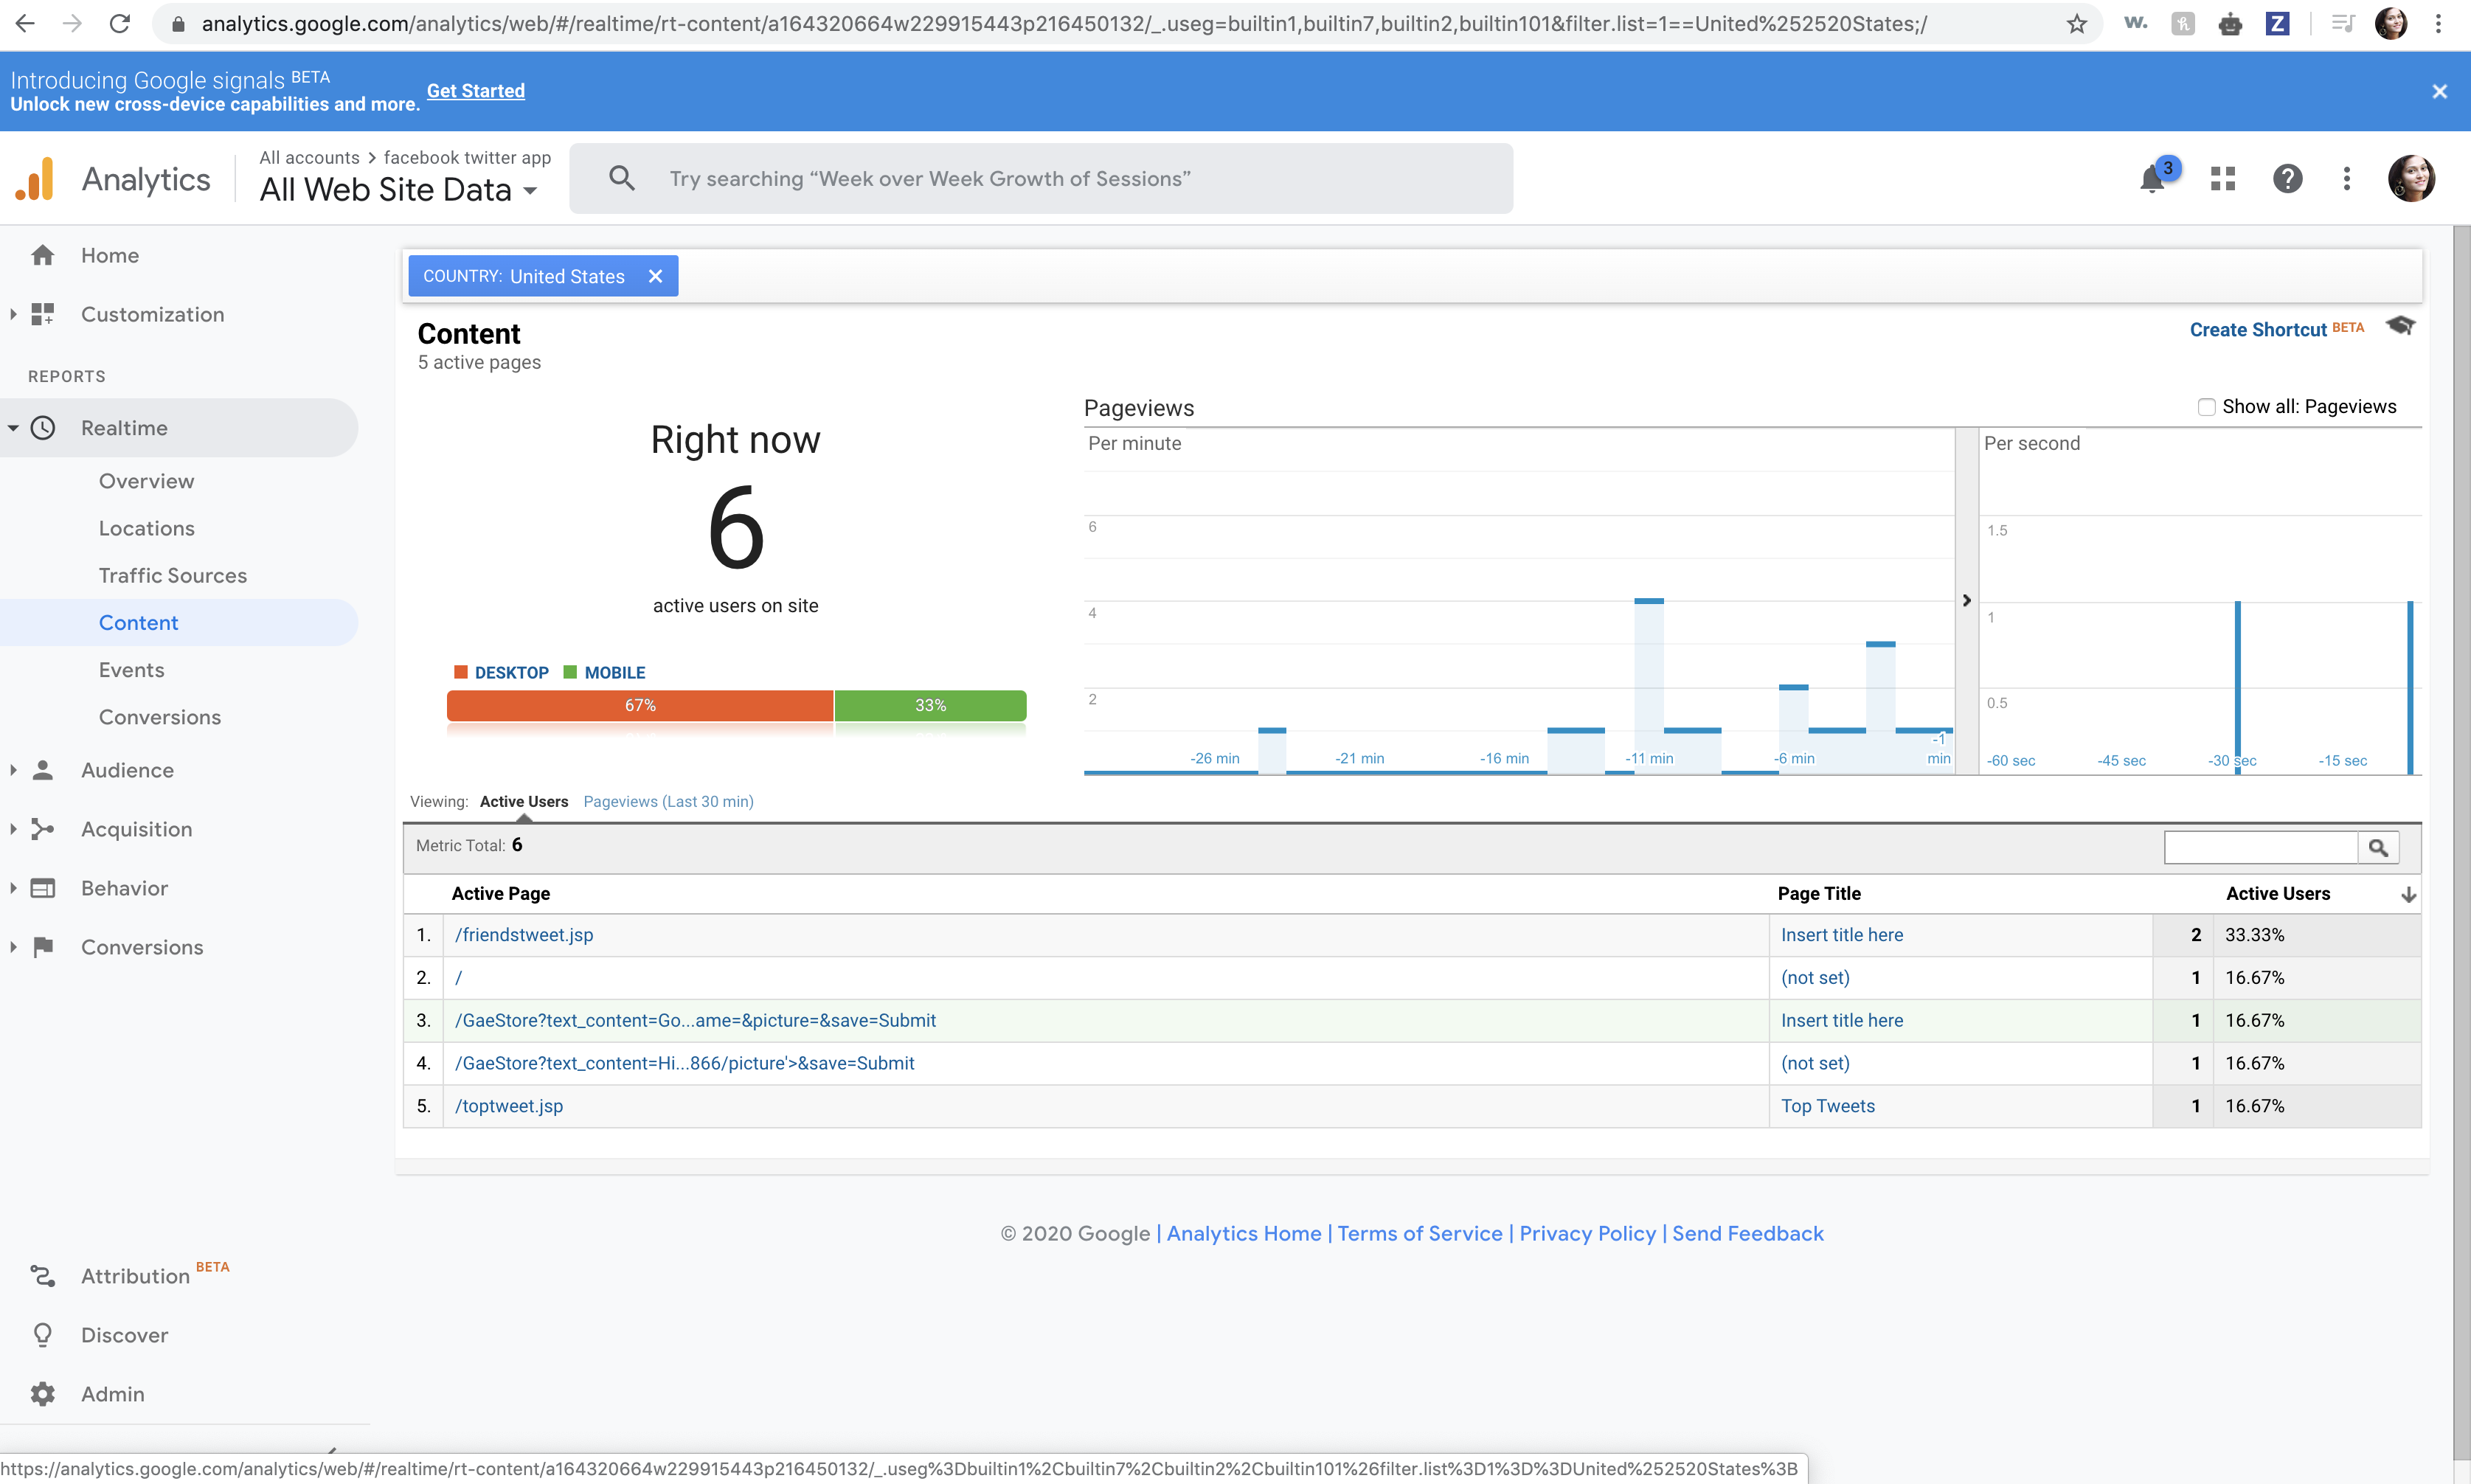 analytics.google.com/analytics/web/#/realtime/rt-content/a164320664w229915443p216450132/_.useg=builtin1,builtin7,builtin2,builtin101&filter.list=1==United%252520States;/
W.
Z
Introducing Google signals BETA
Unlock new cross-device capabilities and more. Get Started
Analytics
All accounts > facebook twitter app
All Web Site Data
Try searching “Week over Week Growth of Sessions”
3
Home
Customization
REPORTS
Realtime
Overview
Locations
Traffic Sources
Content
Events
Conversions
Audience
Acquisition
Behavior
Conversions
Attribution BETA
Discover
Admin
COUNTRY: United States
Content
5 active pages
Create Shortcut BETA
Right now
6
active users on site
DESKTOP MOBILE
67% 33%
Pageviews
Show all: Pageviews
Per minute
6
4
2
-26 min -21 min -16 min -11 min -6 min -1 min
Per second
1.5
1
0.5
-60 sec -45 sec -30 sec -15 sec
Viewing: Active Users Pageviews (Last 30 min)
Metric Total: 6
Active Page Page Title Active Users
1. /friendstweet.jsp Insert title here 2 33.33%
2. / (not set) 1 16.67%
3. /GaeStore?text_content=Go...ame=&picture=&save=Submit Insert title here 1 16.67%
4. /GaeStore?text_content=Hi...866/picture'>&save=Submit (not set) 1 16.67%
5. /toptweet.jsp Top Tweets 1 16.67%
© 2020 Google | Analytics Home | Terms of Service | Privacy Policy | Send Feedback
https://analytics.google.com/analytics/web/#/realtime/rt-content/a164320664w229915443p216450132/_.useg%3Dbuiltin1%2Cbuiltin7%2Cbuiltin2%2Cbuiltin101%26filter.list%3D1%3D%3DUnited%252520States%3B